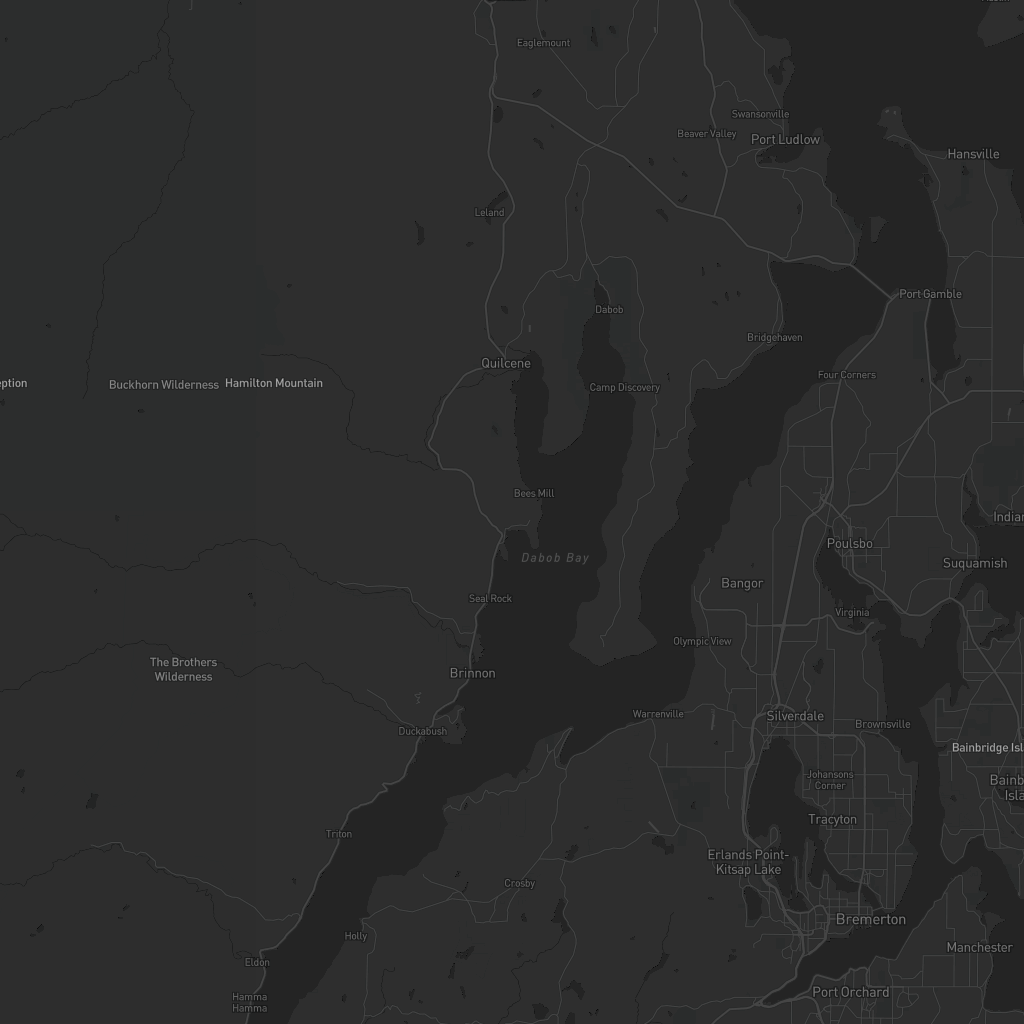 Eaglemount
Swansonville
Beaver Valley
Port Ludlow
Hansville
Leland
Port Gamble
Dabob
Bridgehaven
Quilcene
Four Corners
eption
Buckhorn Wilderness
Hamilton Mountain
Camp Discovery
Bees Mill
Indian
Poulsbo
Dabob Bay
Suquamish
Bangor
Seal Rock
Virginia
Olympic View
The Brothers
Wilderness
Brinnon
Warrenville
Silverdale
Brownsville
Duckabush
Bainbridge Isl
Johansons
Corner
Bainb
Isla
Tracyton
Triton
Erlands Point-
Kitsap Lake
Crosby
Bremerton
Holly
Manchester
Eldon
Port Orchard
Hamma
Hamma